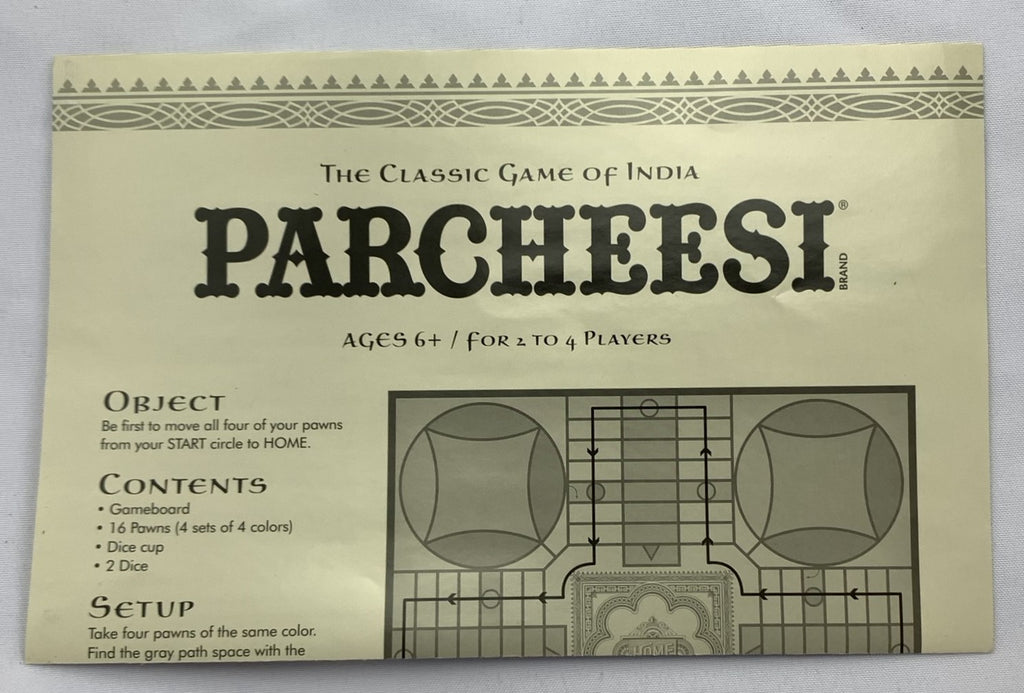 The Classic Game of India
PARCHEESI®
BRAND
AGES 6+ / FOR 2 TO 4 PLAYERS
OBJECT
Be first to move all four of your pawns
from your START circle to HOME.
CONTENTS
• Gameboard
• 16 Pawns (4 sets of 4 colors)
• Dice cup
• 2 Dice
SETUP
Take four pawns of the same color.
Find the gray path space with the
HOME